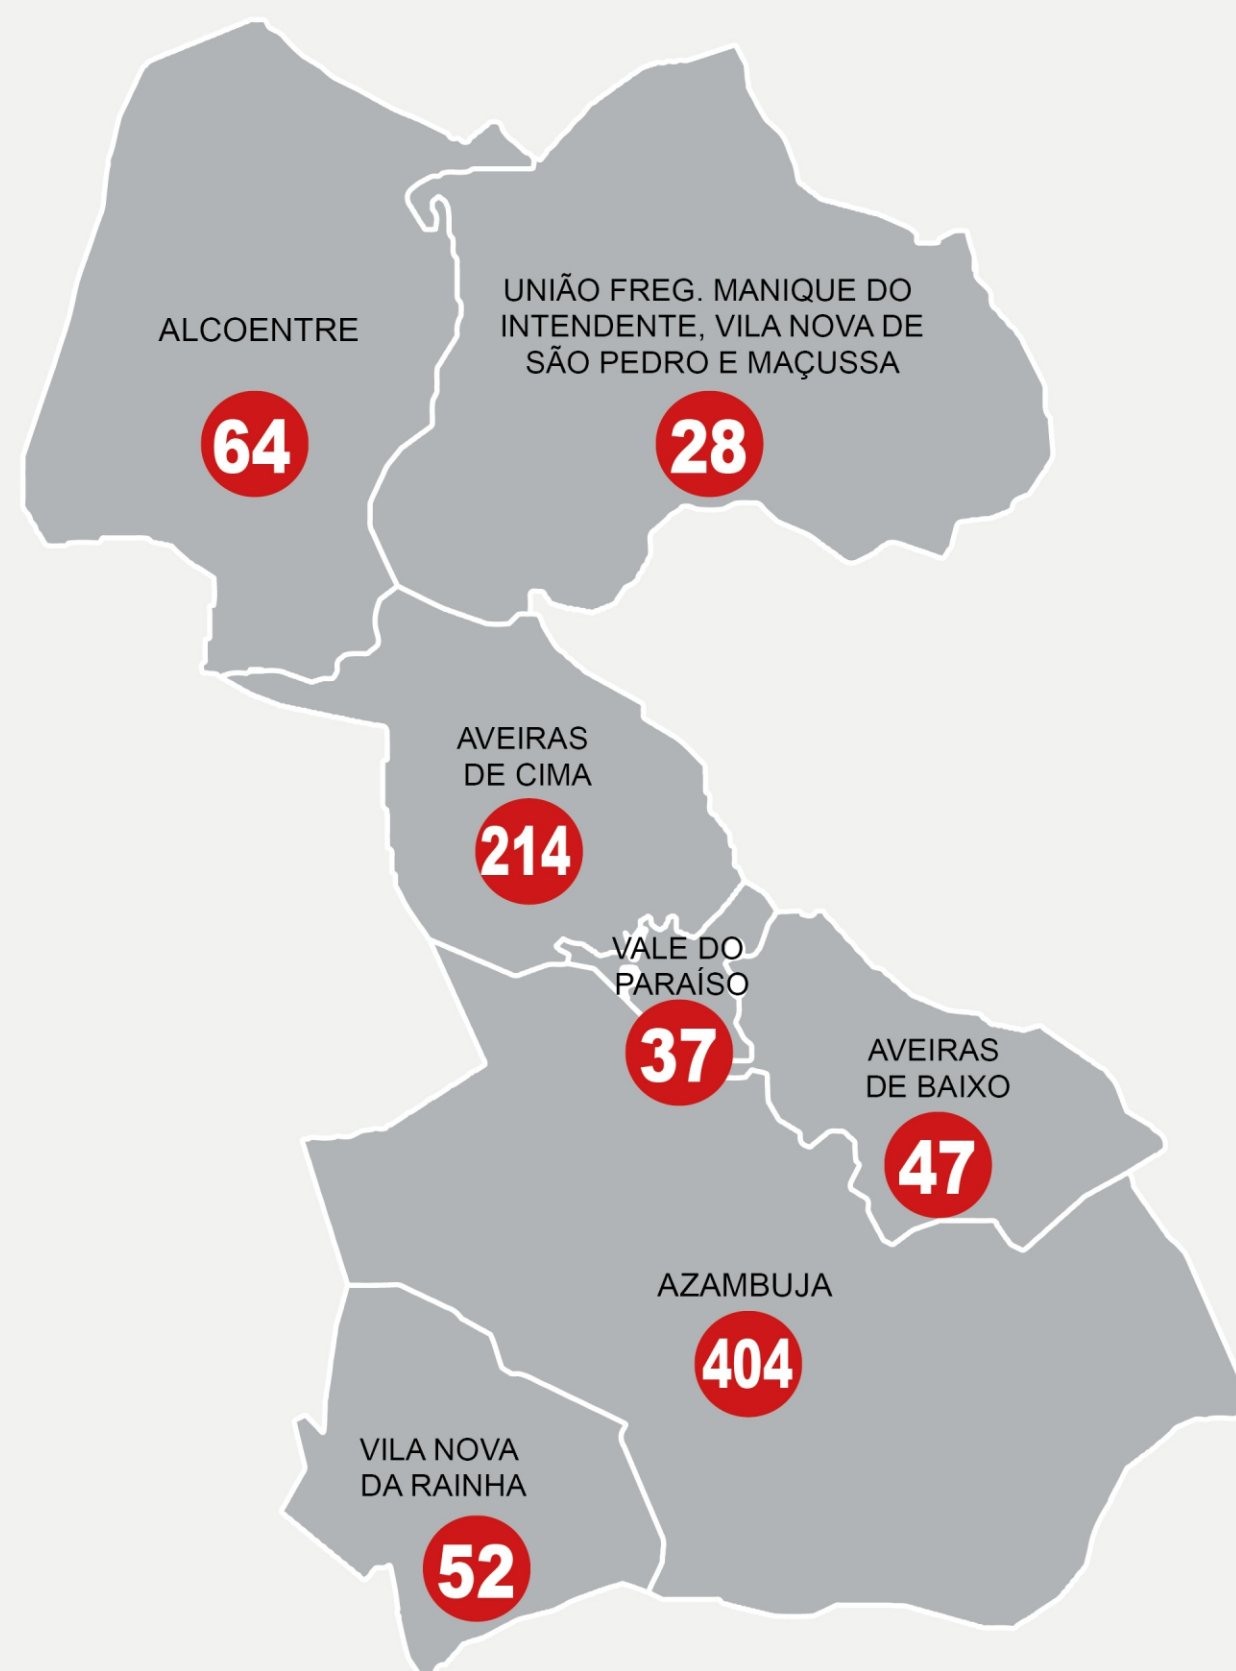 ALCOENTRE
64
UNIÃO FREG. MANIQUE DO
INTENDENTE, VILA NOVA DE
SÃO PEDRO E MAÇUSSA
28
AVEIRAS
DE CIMA
214
VALE DO
PARAÍSO
37
AVEIRAS
DE BAIXO
47
AZAMBUJA
404
VILA NOVA
DA RAINHA
52